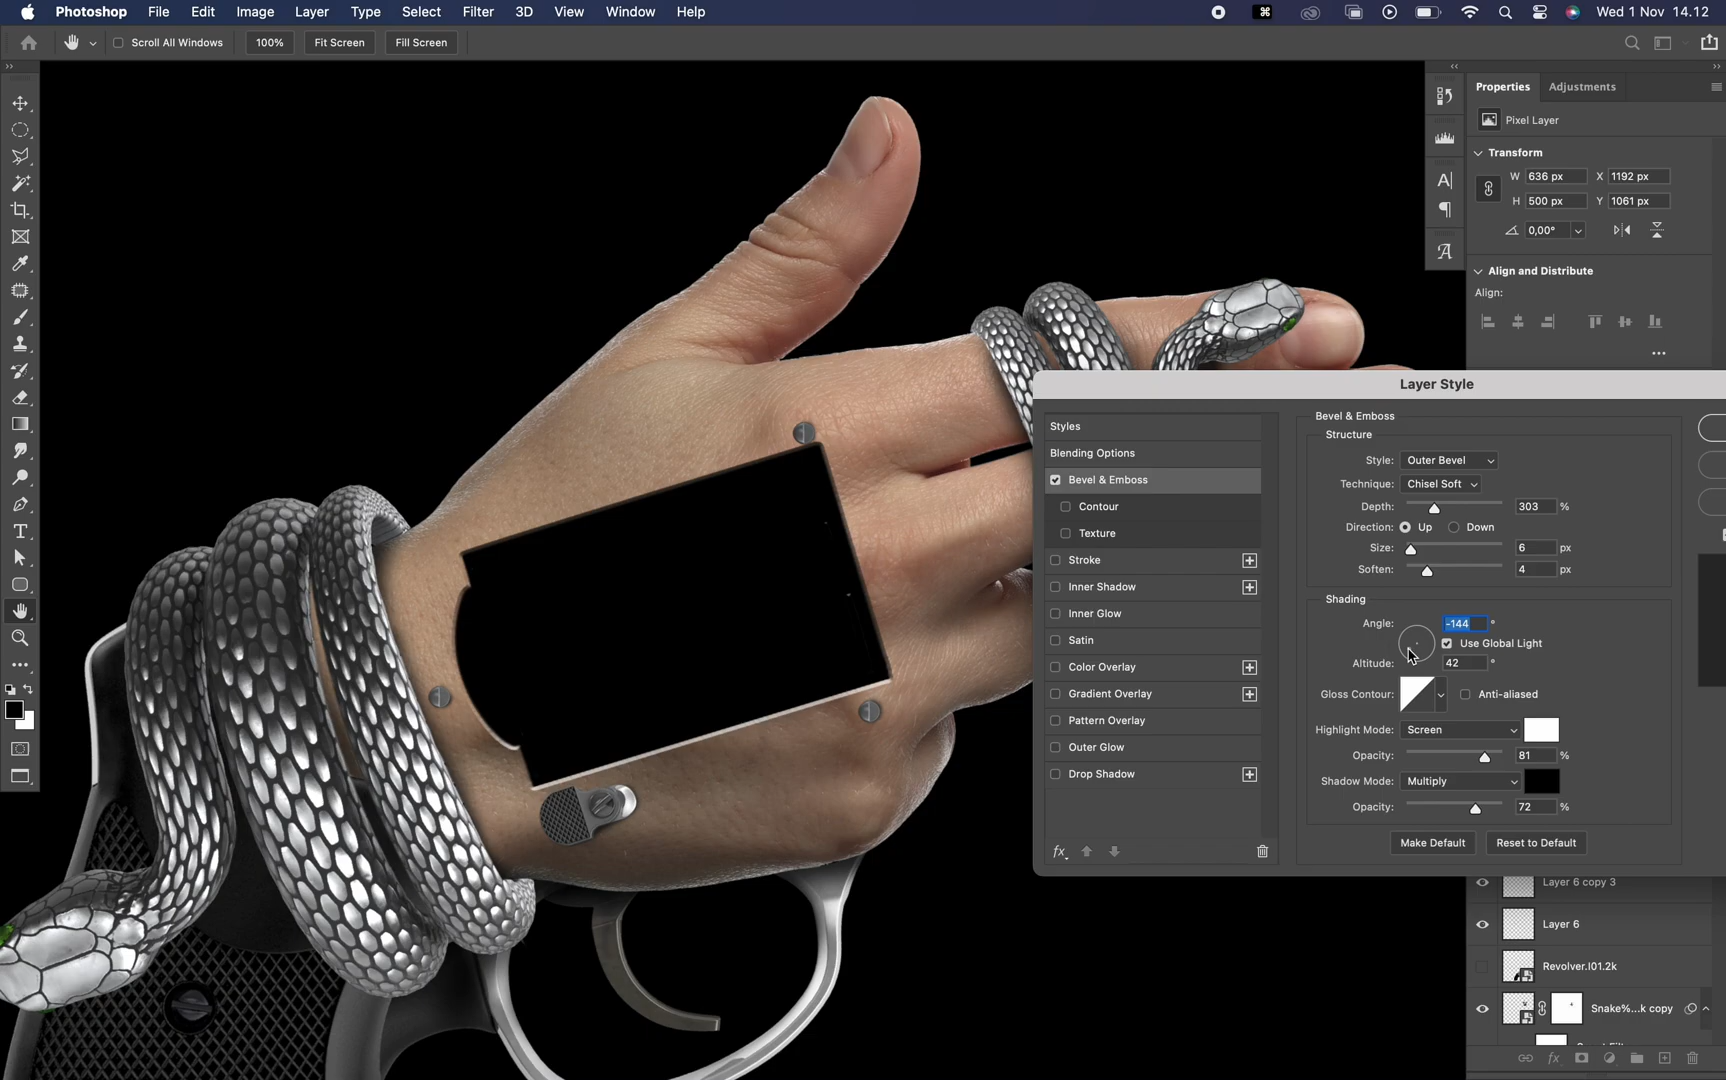 Photoshop File Edit Image Layer Type Select Filter 3D View Window Help Wed 1 Nov 14.12
Scroll All Windows 100% Fit Screen Fill Screen
Properties Adjustments
Pixel Layer
Transform
W 636 px X 1192 px
H 500 px Y 1061 px
0,00°
Align and Distribute
Align:
Layer Style
Styles
Blending Options
Bevel & Emboss
Contour
Texture
Stroke
Inner Shadow
Inner Glow
Satin
Color Overlay
Gradient Overlay
Pattern Overlay
Outer Glow
Drop Shadow
fx
Bevel & Emboss
Structure
Style: Outer Bevel
Technique: Chisel Soft
Depth: 303 %
Direction: Up Down
Size: 6 px
Soften: 4 px
Shading
Angle: -144 °
Use Global Light
Altitude: 42 °
Gloss Contour: Anti-aliased
Highlight Mode: Screen
Opacity: 81 %
Shadow Mode: Multiply
Opacity: 72 %
Make Default Reset to Default
Layer 6 copy 3
Layer 6
Revolver.I01.2k
Snake%...k copy
fx